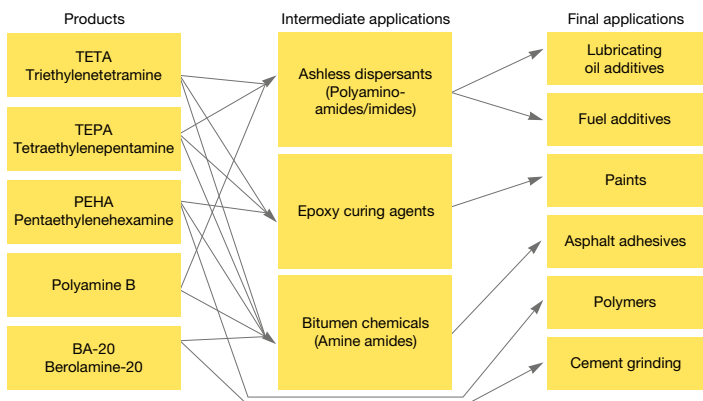 Products
TETA
Triethylenetetramine
TEPA
Tetraethylenepentamine
PEHA
Pentaethylenehexamine
Polyamine B
BA-20
Berolamine-20
Intermediate applications
Ashless dispersants
(Polyamino-
amides/imides)
Epoxy curing agents
Bitumen chemicals
(Amine amides)
Final applications
Lubricating
oil additives
Fuel additives
Paints
Asphalt adhesives
Polymers
Cement grinding